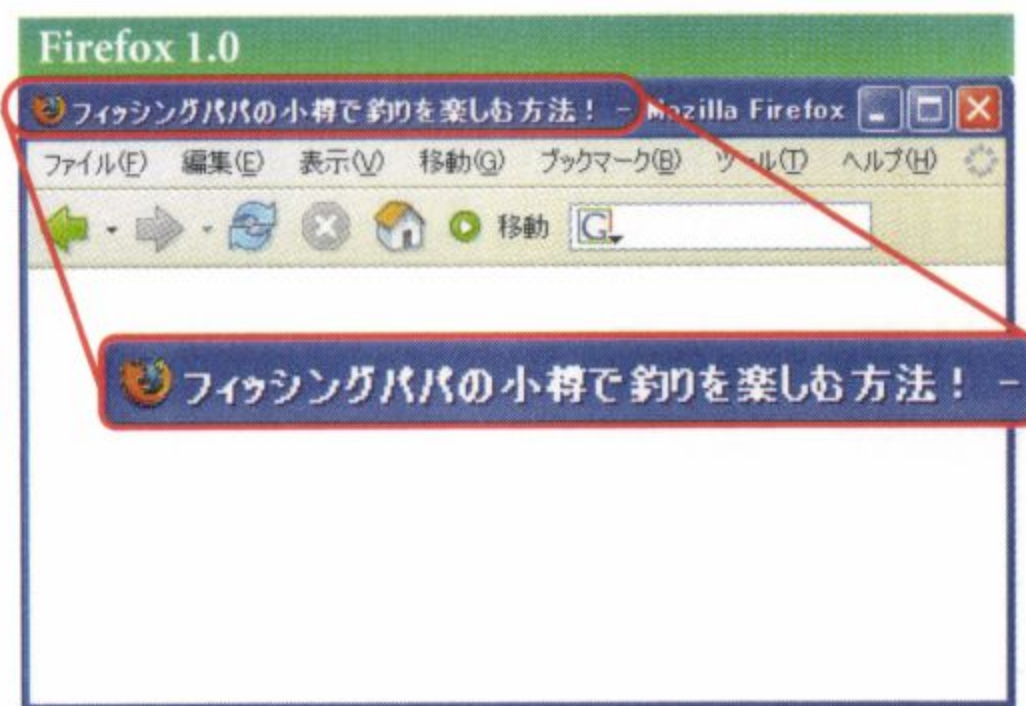 Firefox 1.0
フィッシングパパの小樽で釣りを楽しむ方法！ - Mozilla Firefox
ファイル(F) 編集(E) 表示(V) 移動(G) ブックマーク(B) ツール(T) ヘルプ(H)
移動 G
フィッシングパパの小樽で釣りを楽しむ方法！ -